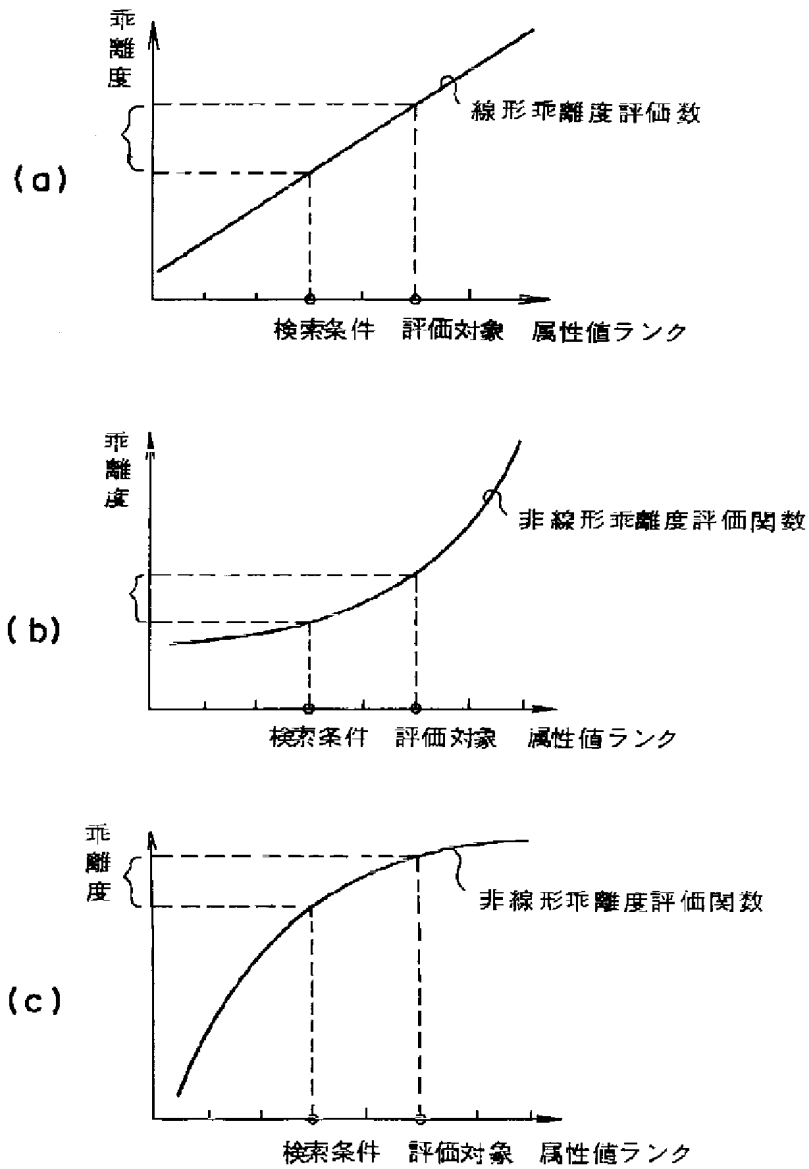 乖離度
線形乖離度評価数
(a)
検索条件 評価対象 属性値ランク
乖離度
非線形乖離度評価関数
(b)
検索条件 評価対象 属性値ランク
乖離度
非線形乖離度評価関数
(c)
検索条件 評価対象 属性値ランク